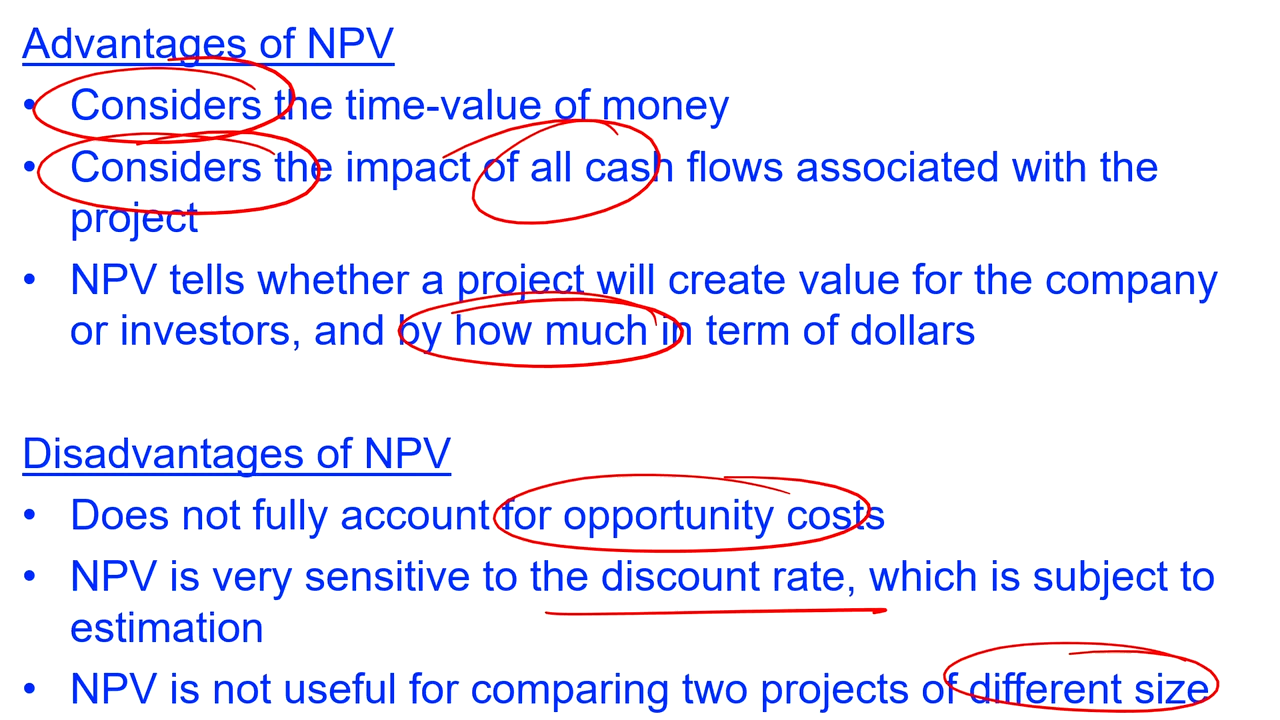 Advantages of NPV
• Considers the time-value of money
• Considers the impact of all cash flows associated with the
project
• NPV tells whether a project will create value for the company
or investors, and by how much in term of dollars
Disadvantages of NPV
• Does not fully account for opportunity costs
• NPV is very sensitive to the discount rate, which is subject to
estimation
• NPV is not useful for comparing two projects of different size